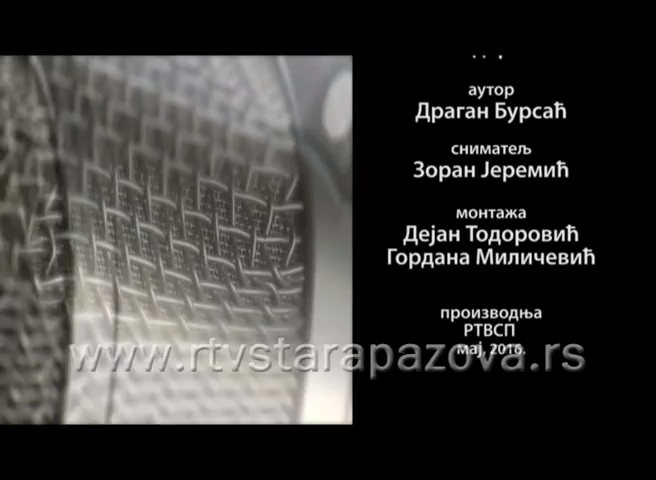 аутор
Драган Бурсаћ
сниматељ
Зоран Јеремић
монтажа
Дејан Тодоровић
Гордана Миличевић
производња
РТВСП
мај, 2016.
www.rtvstarapazova.rs